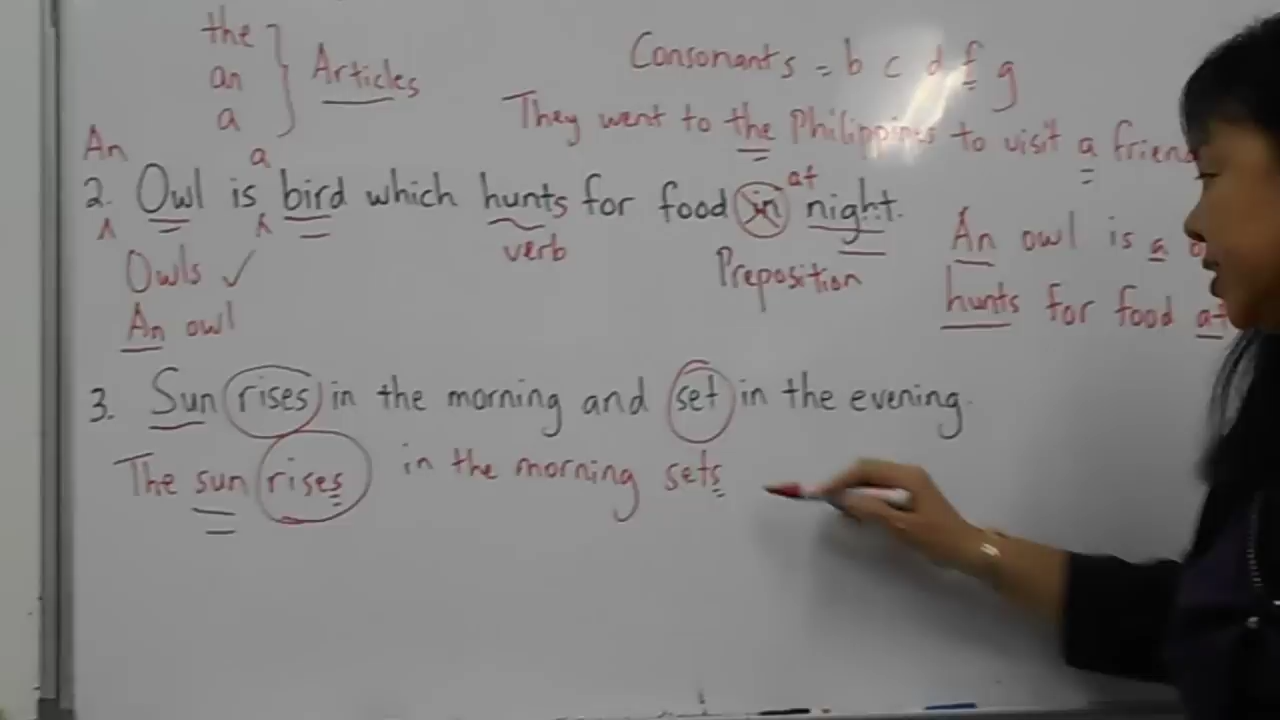 the
an
a
Articles
Consonants = b c d f g
They went to the Philippines to visit a friend
An
a
at
2. Owl is bird which hunts for food in night.
verb
Preposition
Owls ✓
An owl
An owl is a
hunts for food at
3. Sun rises in the morning and set in the evening.
The sun rises in the morning sets